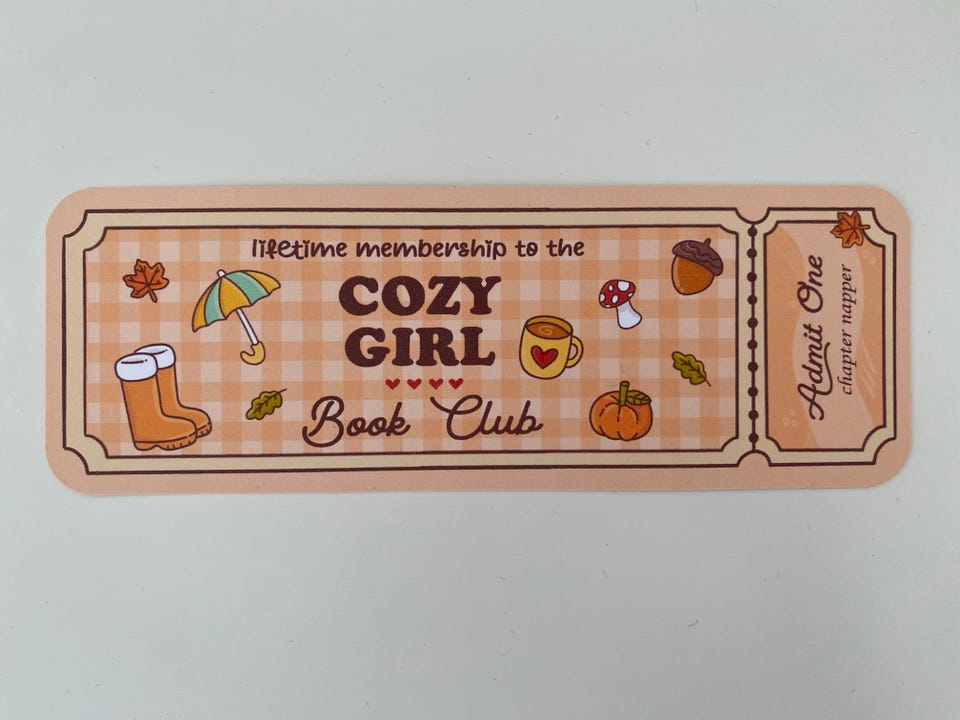 lifetime membership to the
COZY
GIRL
Book Club
Admit One
chapter napper